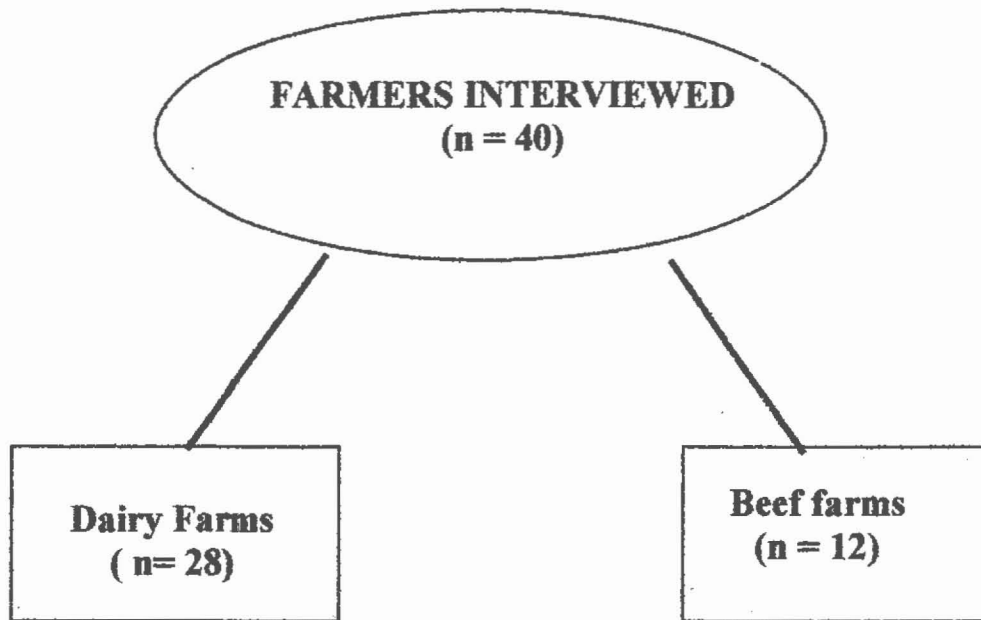 FARMERS INTERVIEWED
(n = 40)
Dairy Farms
( n= 28)
Beef farms
(n = 12)